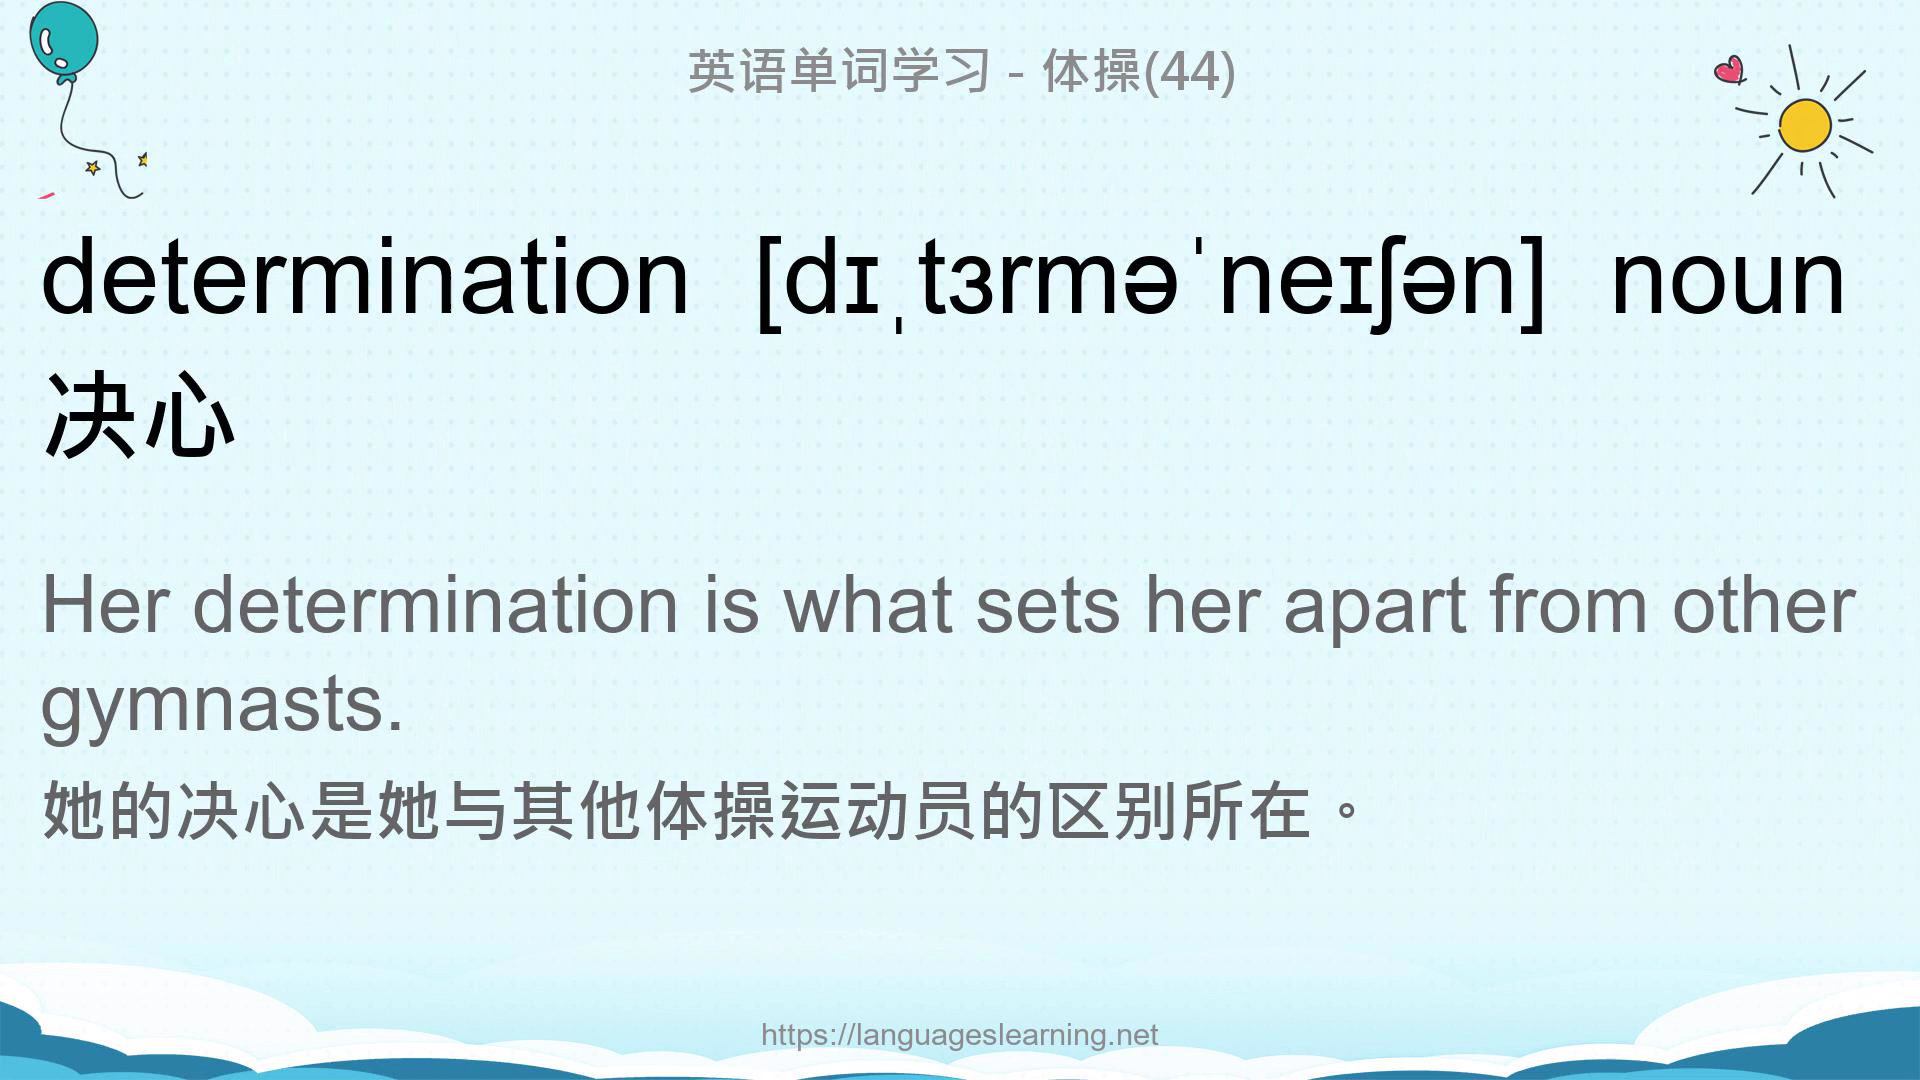 英语单词学习 - 体操(44)
determination [dɪˌtɜrməˈneɪʃən] noun
决心
Her determination is what sets her apart from other
gymnasts.
她的决心是她与其他体操运动员的区别所在。
https://languageslearning.net